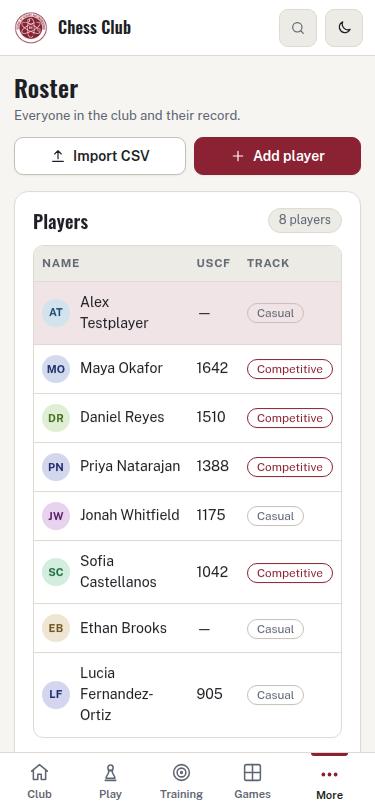 Chess Club
Roster
Everyone in the club and their record.
Import CSV
Add player
Players
8 players
NAME USCF TRACK
AT Alex Testplayer — Casual
MO Maya Okafor 1642 Competitive
DR Daniel Reyes 1510 Competitive
PN Priya Natarajan 1388 Competitive
JW Jonah Whitfield 1175 Casual
SC Sofia Castellanos 1042 Competitive
EB Ethan Brooks — Casual
LF Lucia Fernandez-Ortiz 905 Casual
Club Play Training Games More